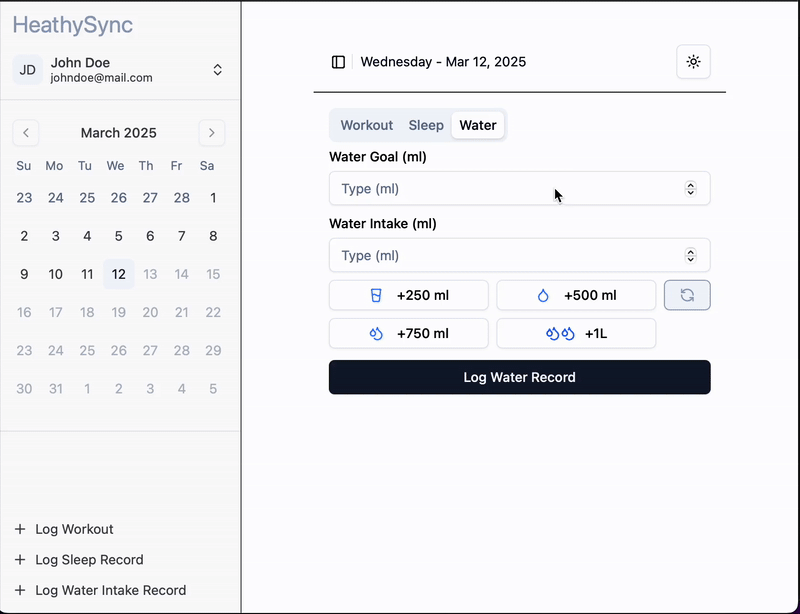 HeathySync
JD
John Doe
johndoe@mail.com
March 2025
Su Mo Tu We Th Fr Sa
23 24 25 26 27 28 1
2 3 4 5 6 7 8
9 10 11 12 13 14 15
16 17 18 19 20 21 22
23 24 25 26 27 28 29
30 31 1 2 3 4 5
+ Log Workout
+ Log Sleep Record
+ Log Water Intake Record
Wednesday - Mar 12, 2025
Workout Sleep Water
Water Goal (ml)
Type (ml)
Water Intake (ml)
Type (ml)
+250 ml +500 ml
+750 ml +1L
Log Water Record